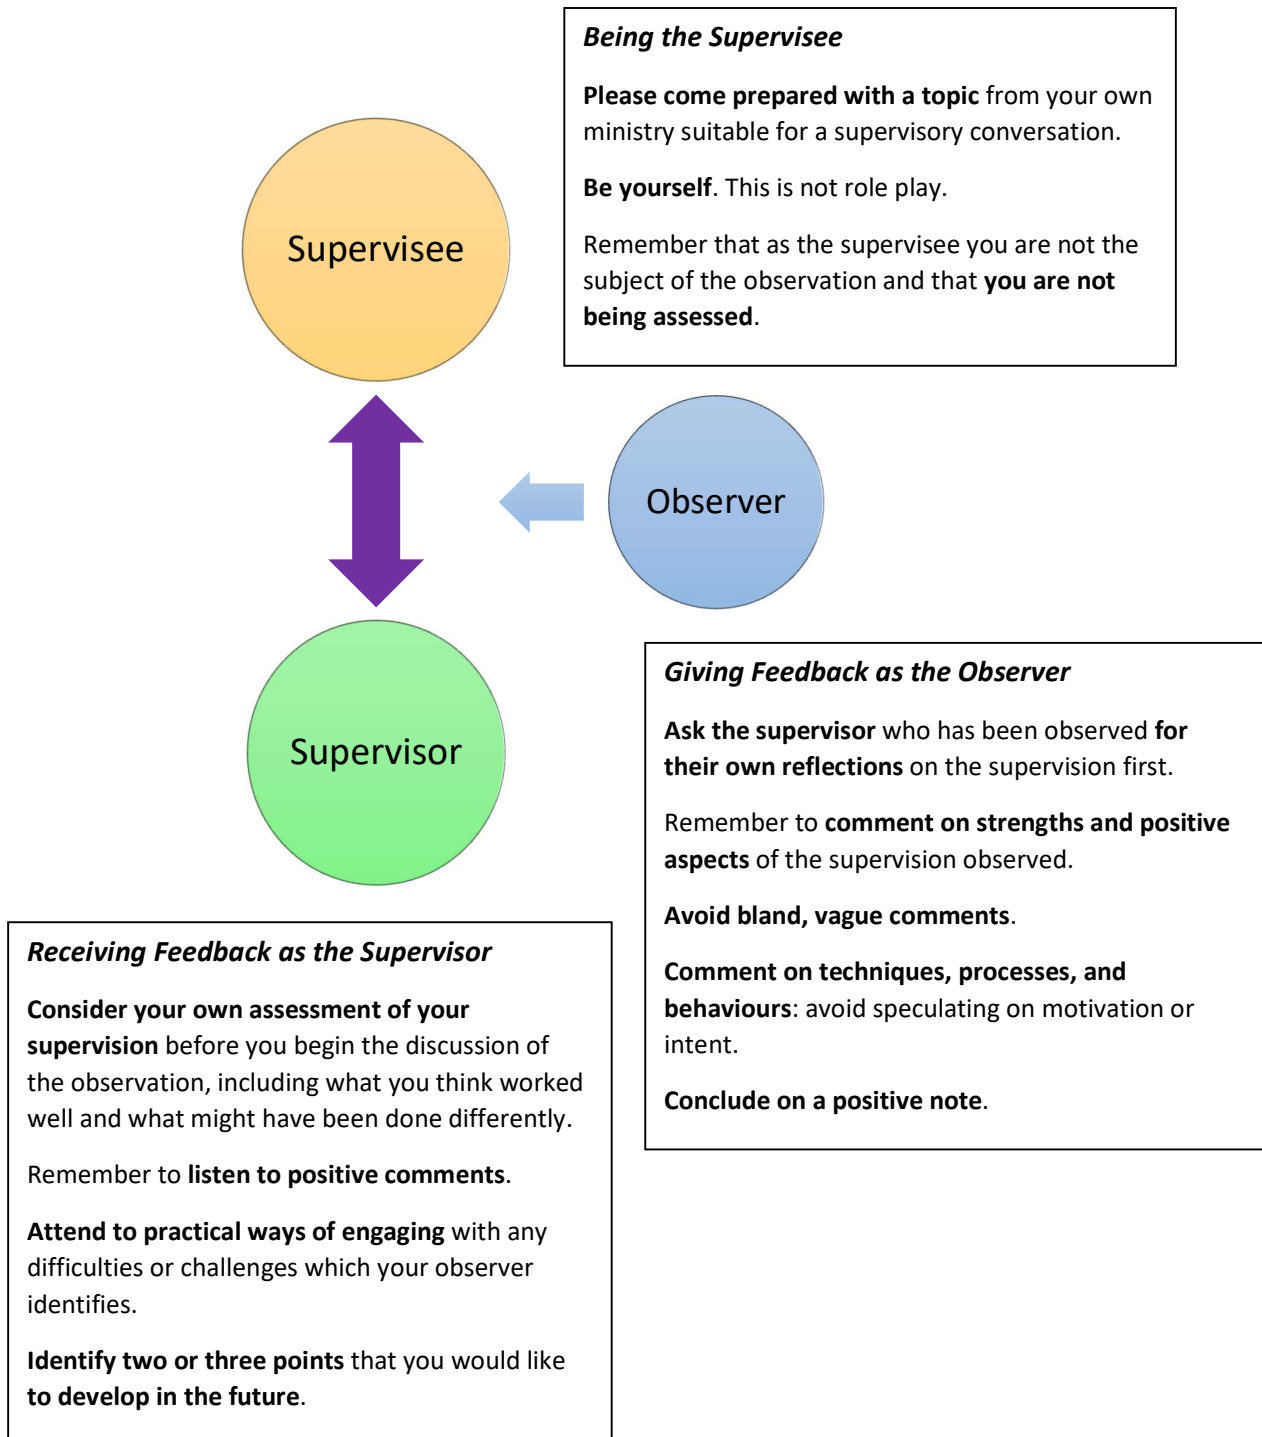 Being the Supervisee
Please come prepared with a topic from your own
ministry suitable for a supervisory conversation.
Be yourself. This is not role play.
Remember that as the supervisee you are not the
subject of the observation and that you are not
being assessed.
Supervisee
Observer
Supervisor
Giving Feedback as the Observer
Ask the supervisor who has been observed for
their own reflections on the supervision first.
Remember to comment on strengths and positive
aspects of the supervision observed.
Avoid bland, vague comments.
Comment on techniques, processes, and
behaviours: avoid speculating on motivation or
intent.
Conclude on a positive note.
Receiving Feedback as the Supervisor
Consider your own assessment of your
supervision before you begin the discussion of
the observation, including what you think worked
well and what might have been done differently.
Remember to listen to positive comments.
Attend to practical ways of engaging with any
difficulties or challenges which your observer
identifies.
Identify two or three points that you would like
to develop in the future.